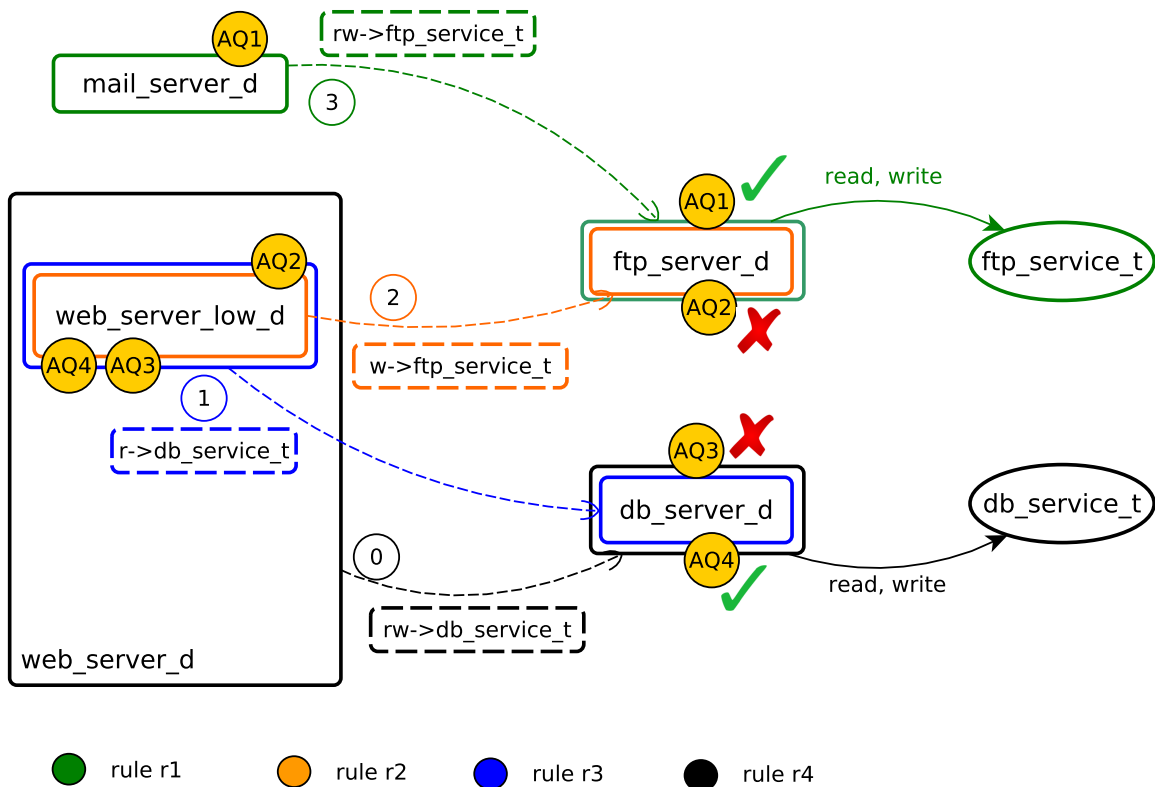 AQ1
rw->ftp_service_t
mail_server_d
3
AQ1
read, write
ftp_server_d
ftp_service_t
AQ2
web_server_low_d
2
AQ2
AQ4
AQ3
w->ftp_service_t
1
r->db_service_t
AQ3
db_server_d
db_service_t
0
AQ4
read, write
rw->db_service_t
web_server_d
rule r1
rule r2
rule r3
rule r4